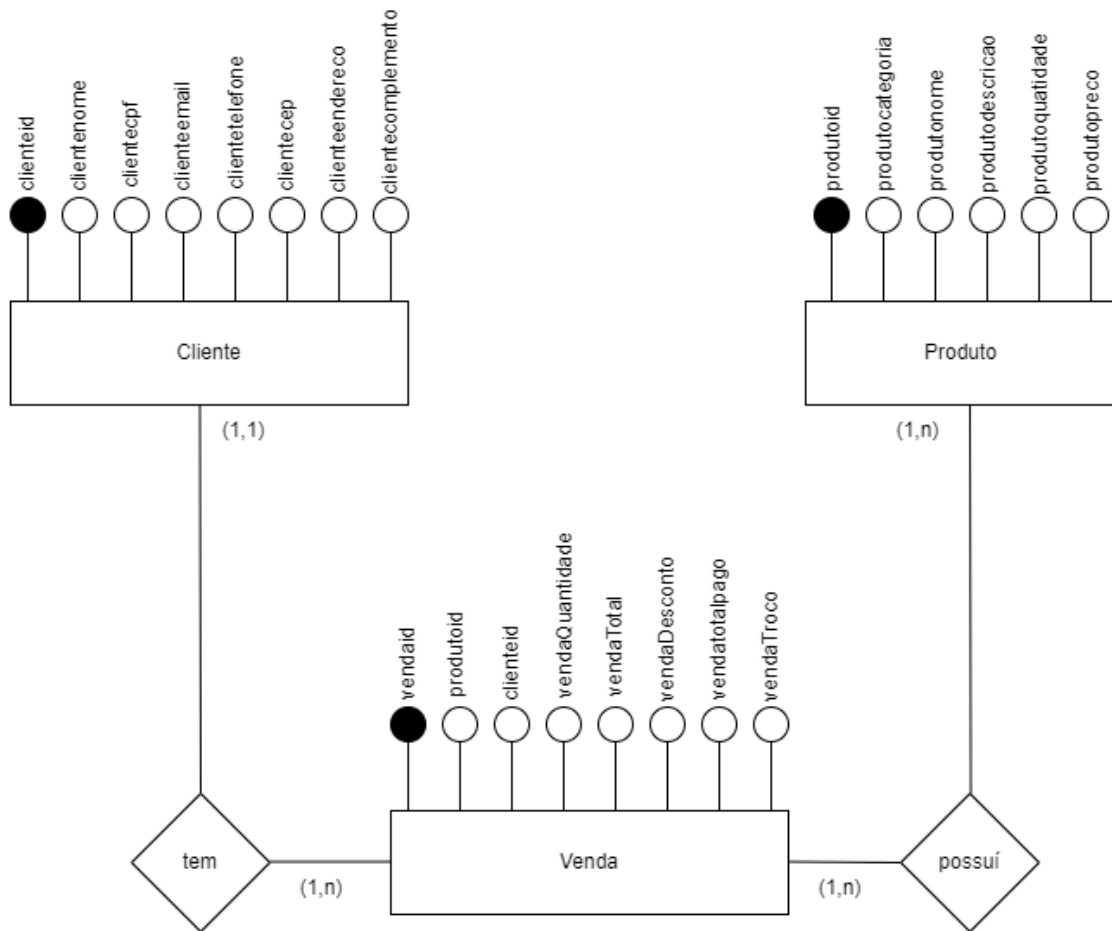 clienteid
clientenome
clientecpf
clienteemail
clientetelefone
clientecep
clienteendereco
clientecomplemento
produtoid
produtocategoria
produtonome
produtodescricao
produtoquatidade
produtopreco
Cliente
Produto
(1,1)
(1,n)
vendaid
produtoid
clienteid
vendaQuantidade
vendaTotal
vendaDesconto
vendatotalpago
vendaTroco
tem
(1,n)
Venda
(1,n)
possuí